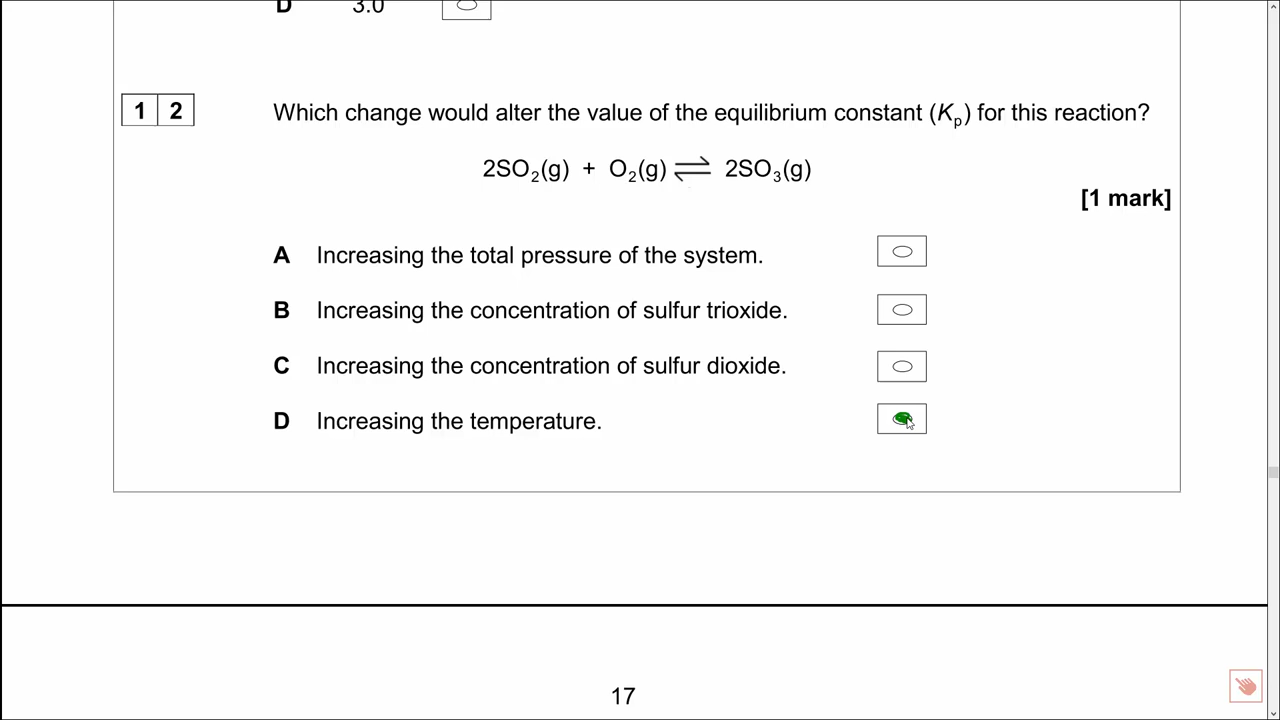 D 3.0
1 2 Which change would alter the value of the equilibrium constant (Kp) for this reaction?
2SO2(g) + O2(g) ⇌ 2SO3(g)
[1 mark]
A Increasing the total pressure of the system.
B Increasing the concentration of sulfur trioxide.
C Increasing the concentration of sulfur dioxide.
D Increasing the temperature.
17